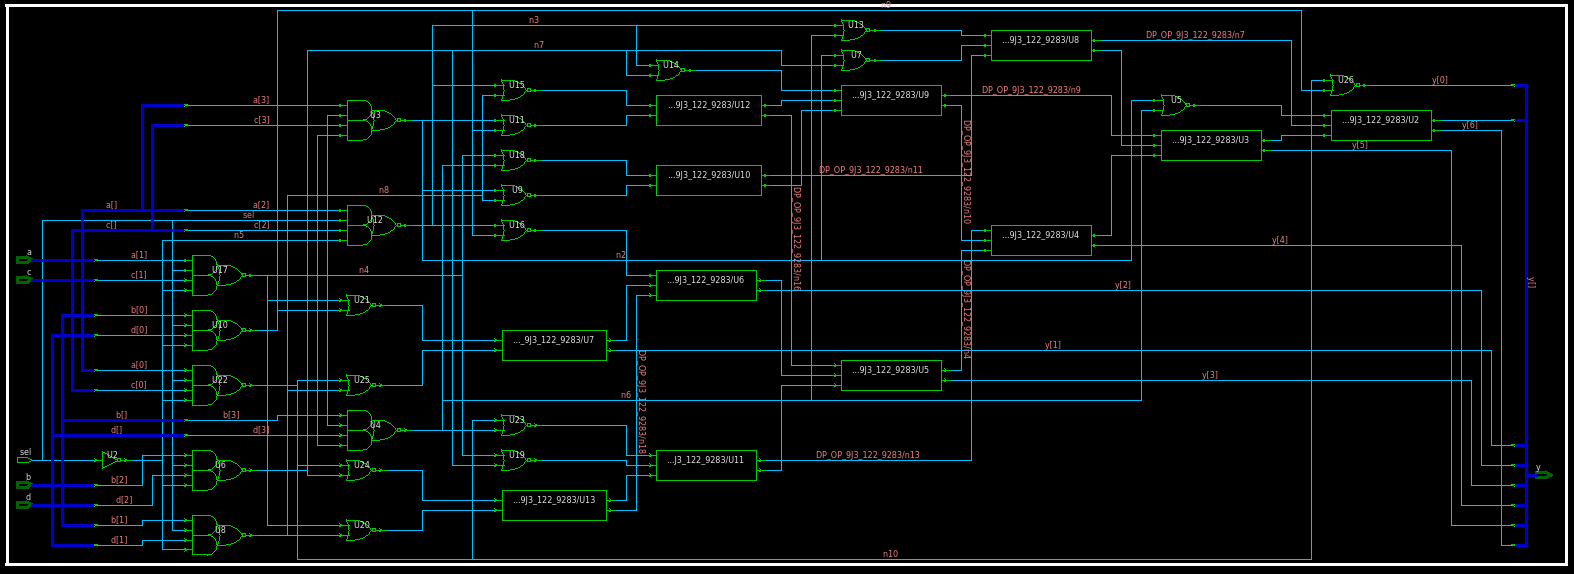 n9
n3
U13
DP_OP_9J3_122_9283/n7
n7
...9J3_122_9283/U8
U7
U14
U26
y[0]
U15
...9J3_122_9283/U9
DP_OP_9J3_122_9283/n9
a[3]
...9J3_122_9283/U12
U5
U3
c[3]
U11
...9J3_122_9283/U2
y[6]
...9J3_122_9283/U3
y[5]
U18
DP_OP_9J3_122_9283/n11
...9J3_122_9283/U10
n8
U9
a[]
a[2]
sel
U12
c[]
c[2]
U16
n5
DP_OP_9J3_122_9283/n16
DP_OP_9J3_122_9283/n10
...9J3_122_9283/U4
y[4]
a
a[1]
n2
c
c[1]
U17
n4
...9J3_122_9283/U6
y[2]
y[]
DP_OP_9J3_122_9283/n4
b[0]
U21
d[0]
U10
..._9J3_122_9283/U7
y[1]
a[0]
U22
c[0]
U25
DP_OP_9J3_122_9283/n18
...9J3_122_9283/U5
y[3]
n6
b[]
b[3]
d[]
d[3]
U4
U23
sel
U2
U6
U24
U19
...J3_122_9283/U11
DP_OP_9J3_122_9283/n13
y
b
b[2]
d
d[2]
...9J3_122_9283/U13
b[1]
U8
U20
d[1]
n10